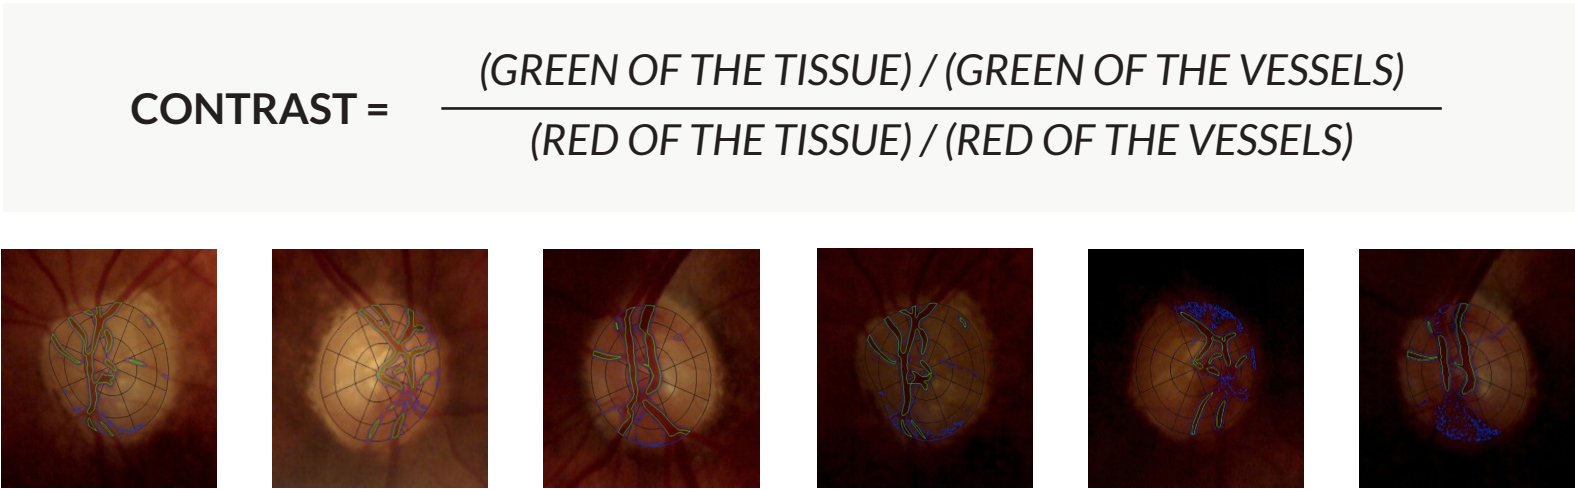 (GREEN OF THE TISSUE) / (GREEN OF THE VESSELS)
CONTRAST =
(RED OF THE TISSUE) / (RED OF THE VESSELS)